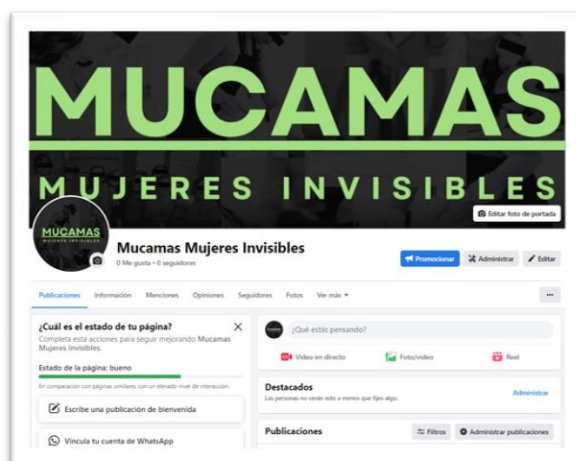 MUCAMAS
MUJERES INVISIBLES
Editar foto de portada
MUCAMAS
MUJERES INVISIBLES
Mucamas Mujeres Invisibles
0 Me gusta • 0 seguidores
Promocionar
Administrar
Editar
Publicaciones Información Menciones Opiniones Seguidores Fotos Ver más
¿Cuál es el estado de tu página?
Completa esta acciones para seguir mejorando Mucamas
Mujeres Invisibles.
Estado de la página: bueno
En comparación con páginas similares con un elevado nivel de interacción.
Escribe una publicación de bienvenida
Vincula tu cuenta de WhatsApp
MUCAMAS
¿Qué estás pensando?
Video en directo
Foto/video
Reel
Destacados
Las personas no verán esto a menos que fijes algo.
Administrar
Publicaciones
Filtros
Administrar publicaciones